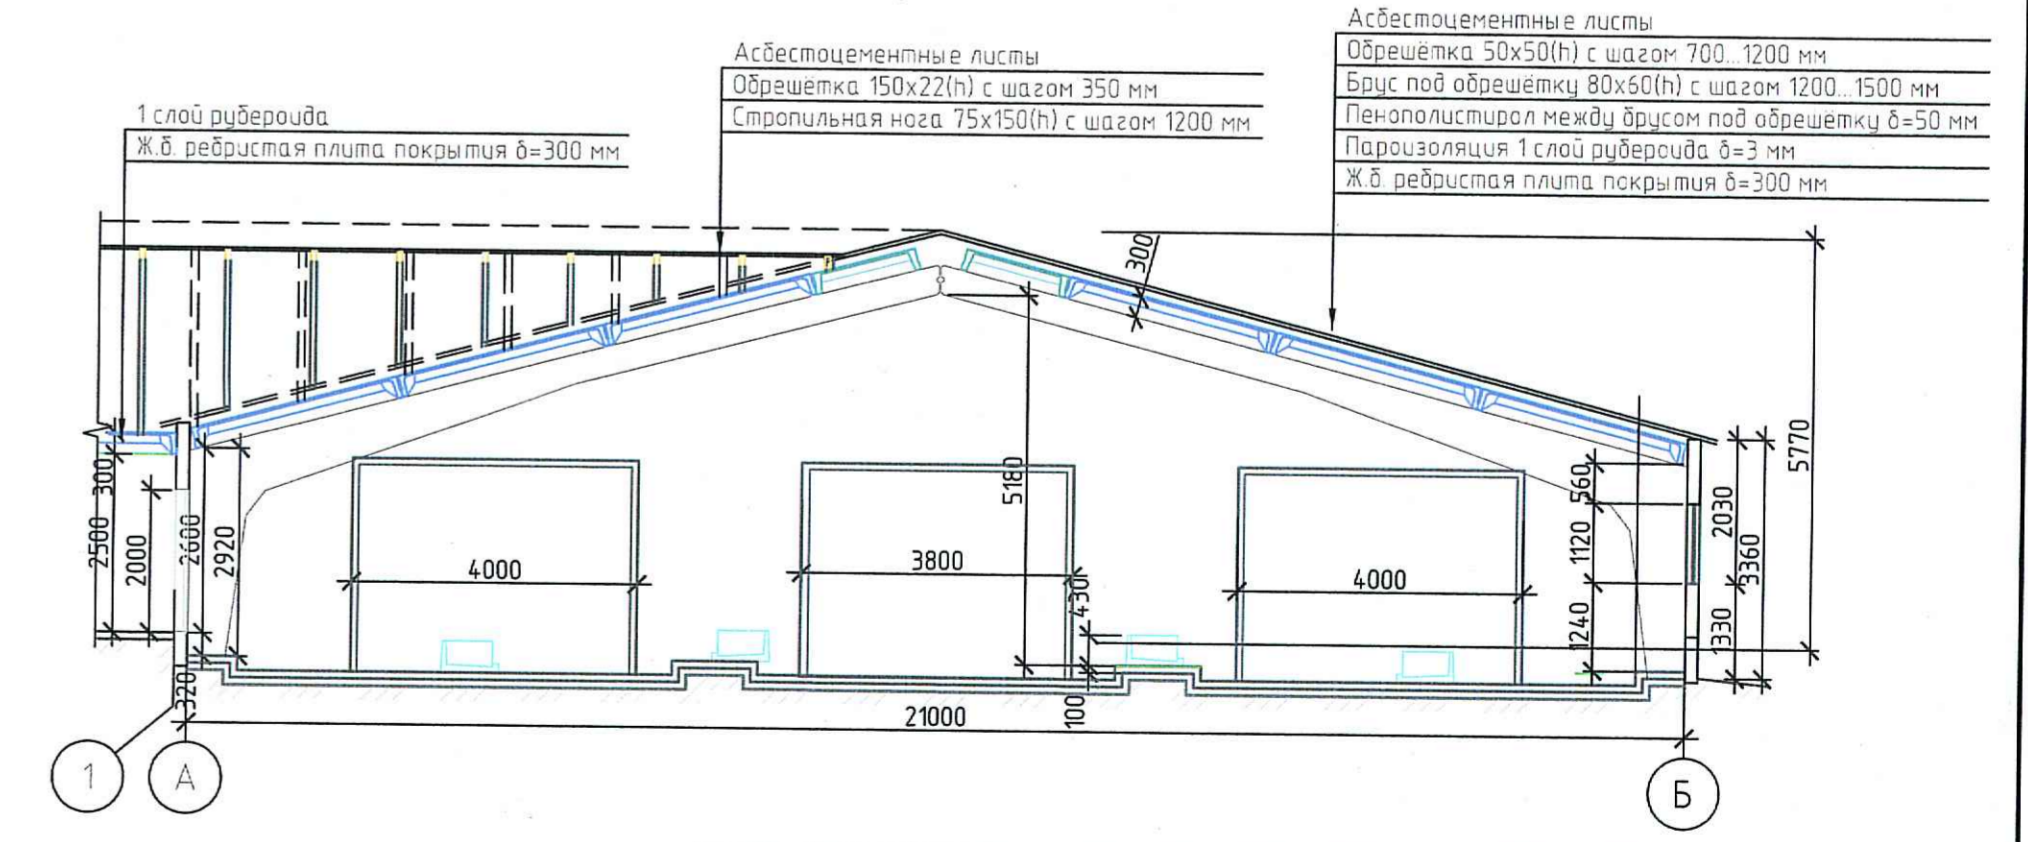 Асбестоцементные листы
Обрешётка 50х50(h) с шагом 700...1200 мм
Брус под обрешётку 80х60(h) с шагом 1200...1500 мм
Пенополистирол между брусом под обрешётку δ=50 мм
Пароизоляция 1 слой рубероида δ=3 мм
Ж.б. ребристая плита покрытия δ=300 мм
Асбестоцементные листы
Обрешётка 150х22(h) с шагом 350 мм
Стропильная нога 75х150(h) с шагом 1200 мм
1 слой рубероида
Ж.б. ребристая плита покрытия δ=300 мм
300
5770
300
2500
2000
2600
2920
320
4000
5180
3800
430
100
4000
560
1120
1240
2030
1330
3360
21000
1
А
Б